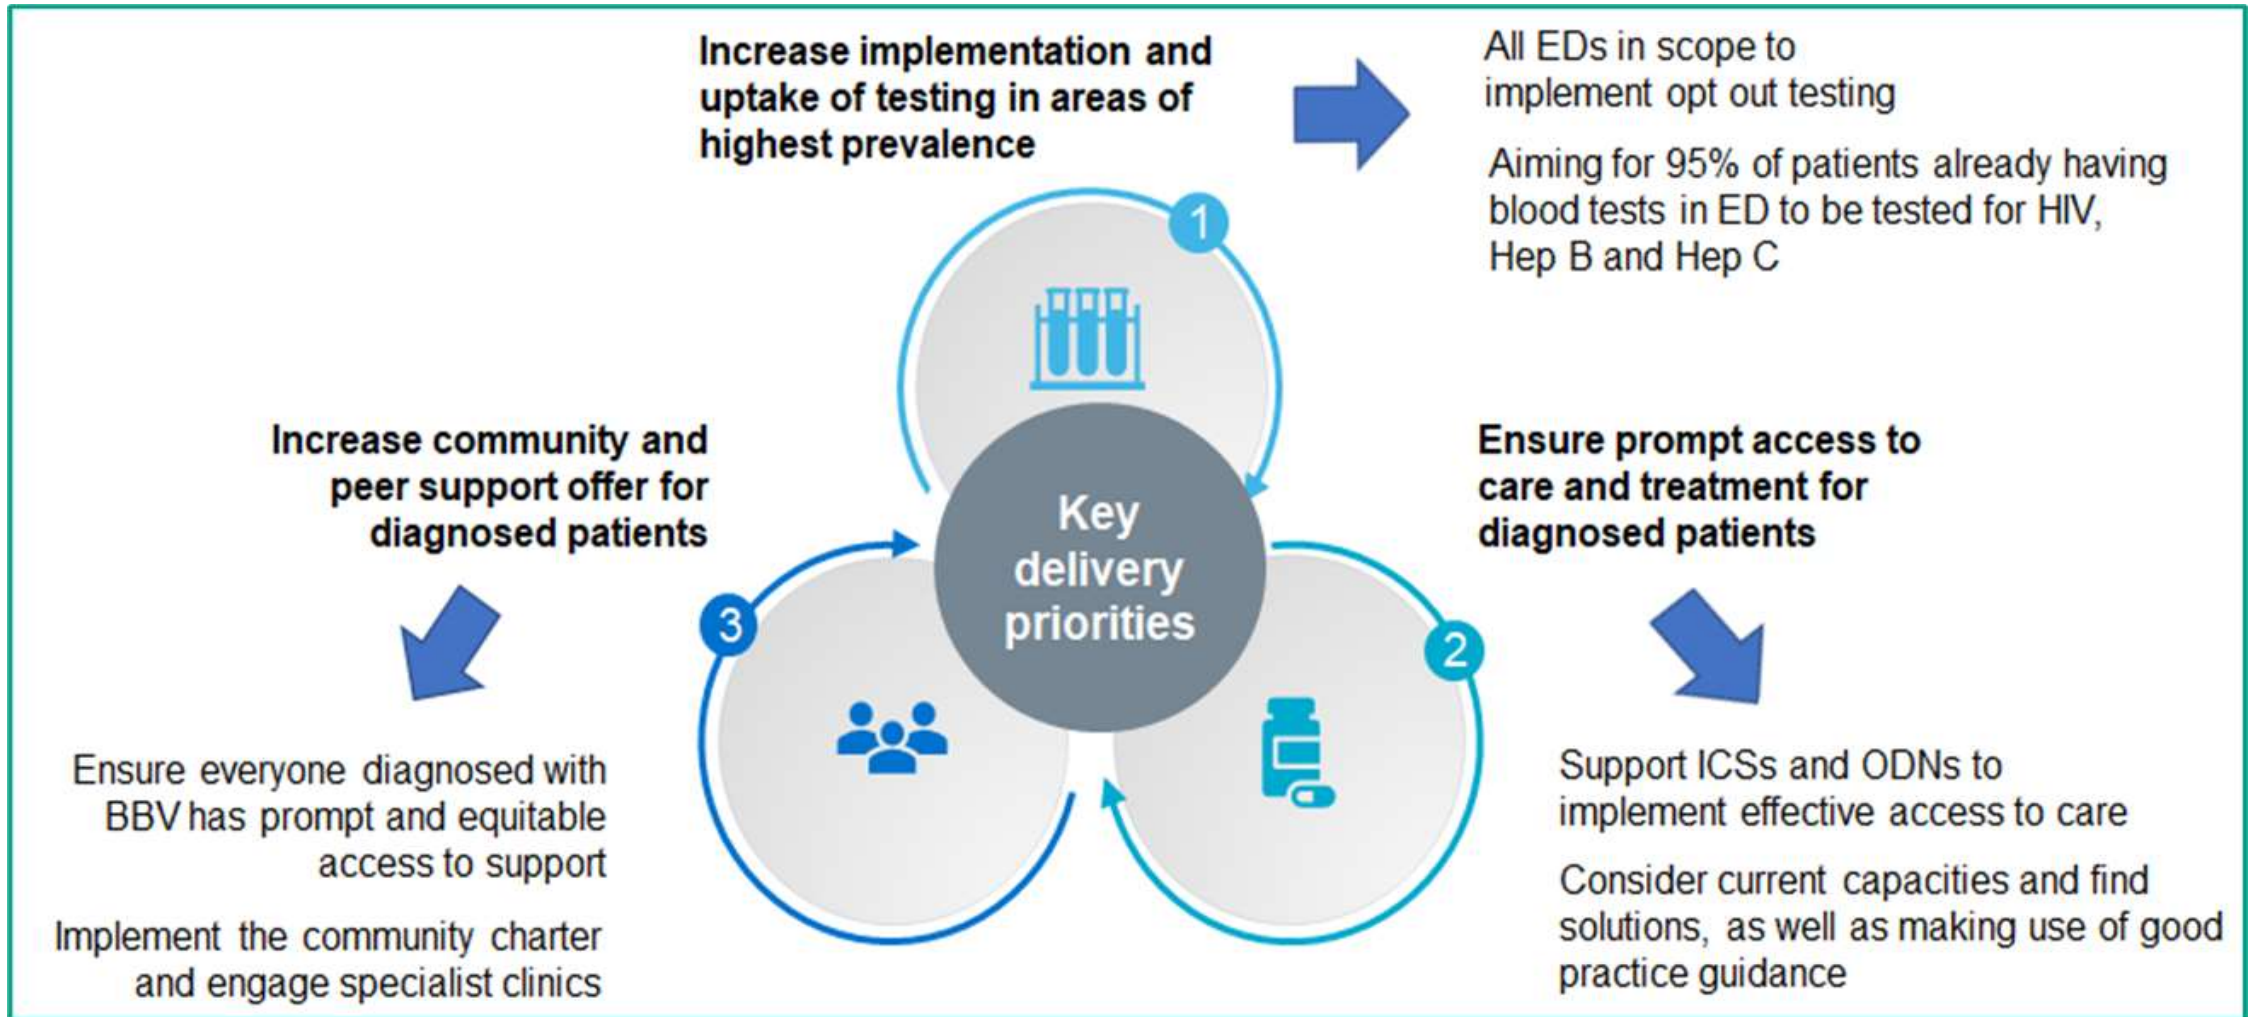 Increase implementation and
uptake of testing in areas of
highest prevalence
All EDs in scope to
implement opt out testing
Aiming for 95% of patients already having
blood tests in ED to be tested for HIV,
Hep B and Hep C
1
Key
delivery
priorities
Ensure prompt access to
care and treatment for
diagnosed patients
2
Support ICSs and ODNs to
implement effective access to care
Consider current capacities and find
solutions, as well as making use of good
practice guidance
Increase community and
peer support offer for
diagnosed patients
3
Ensure everyone diagnosed with
BBV has prompt and equitable
access to support
Implement the community charter
and engage specialist clinics